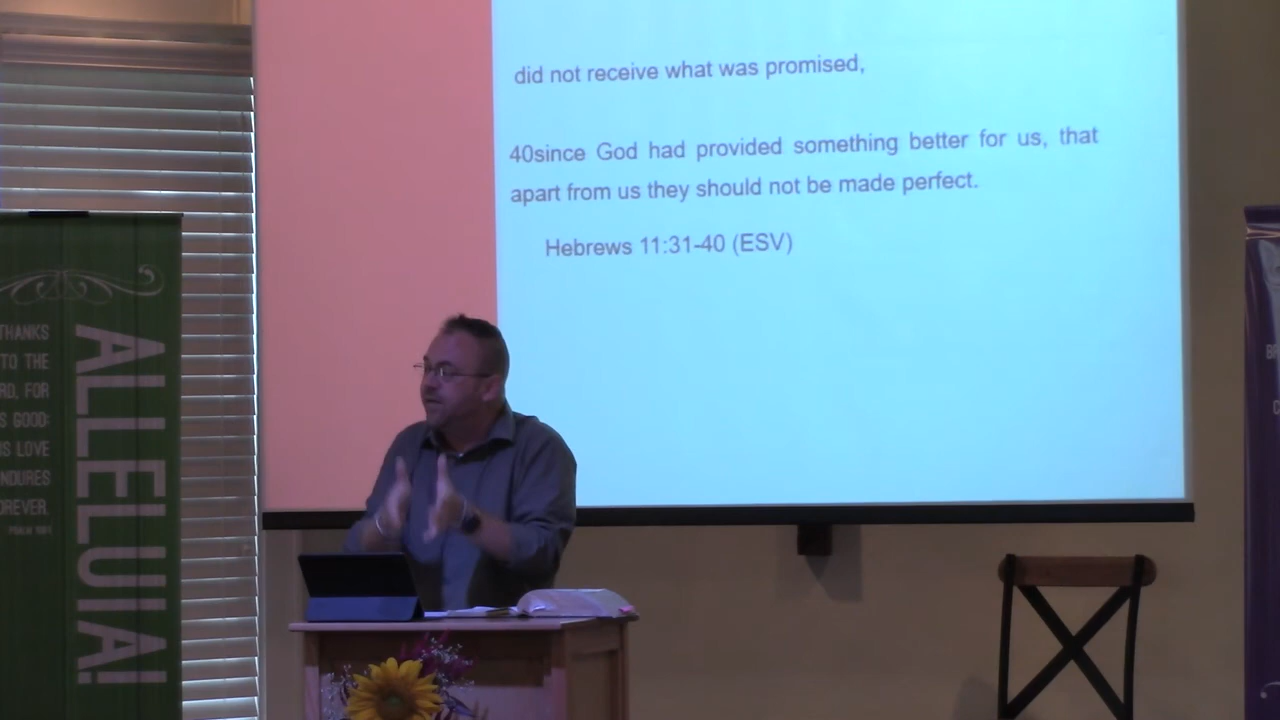 did not receive what was promised,
40since God had provided something better for us, that
apart from us they should not be made perfect.
Hebrews 11:31-40 (ESV)
THANKS
TO THE
RD, FOR
S GOOD:
IS LOVE
NDURES
OREVER.
ALLELUIA!